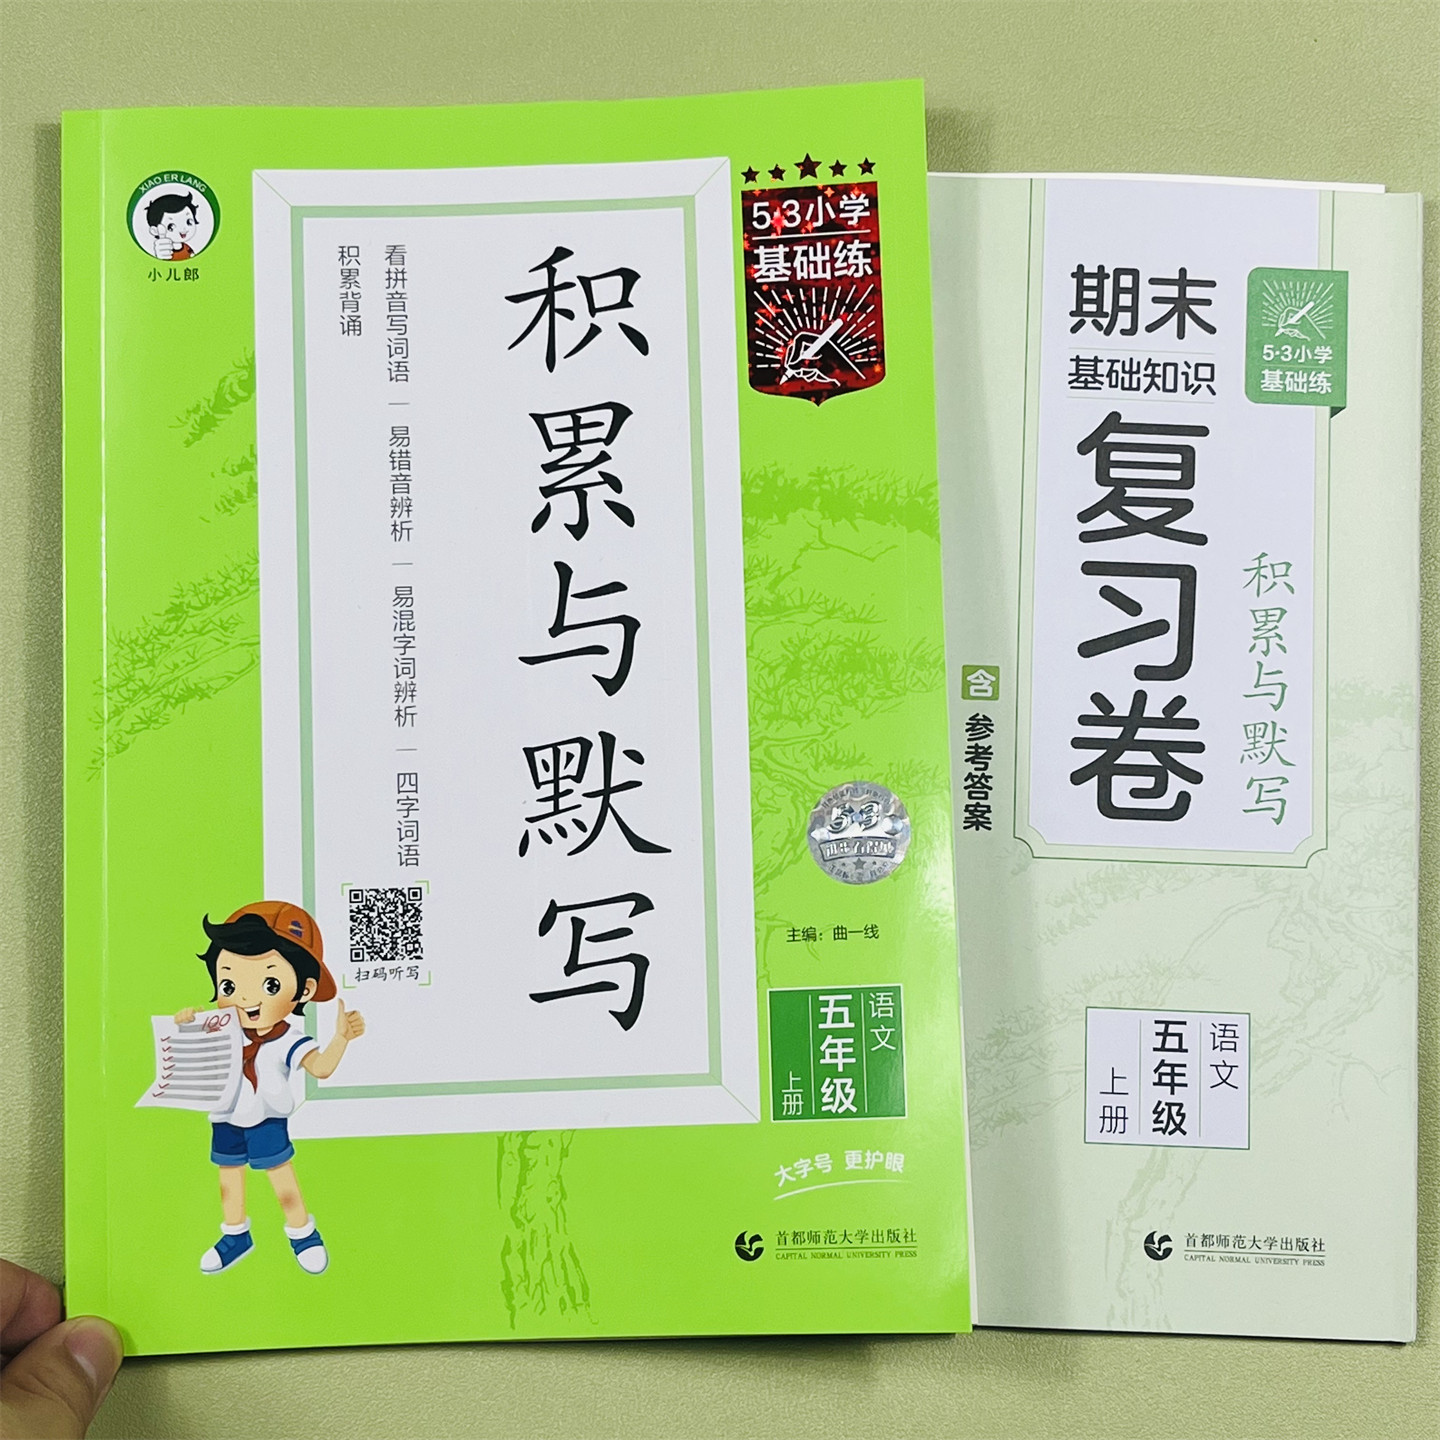 XIAO ER LANG
小儿郎
5·3小学
基础练
积累与默写
看拼音写词语 | 易错音辨析 | 易混字词辨析 | 四字词语
积累背诵
扫码听写
100
53
主编：曲一线
语文
五年级
上册
大字号 更护眼
首都师范大学出版社
CAPITAL NORMAL UNIVERSITY PRESS
期末
基础知识
复习卷
5·3小学
基础练
积累与默写
含
参考答案
语文
五年级
上册
首都师范大学出版社
CAPITAL NORMAL UNIVERSITY PRESS